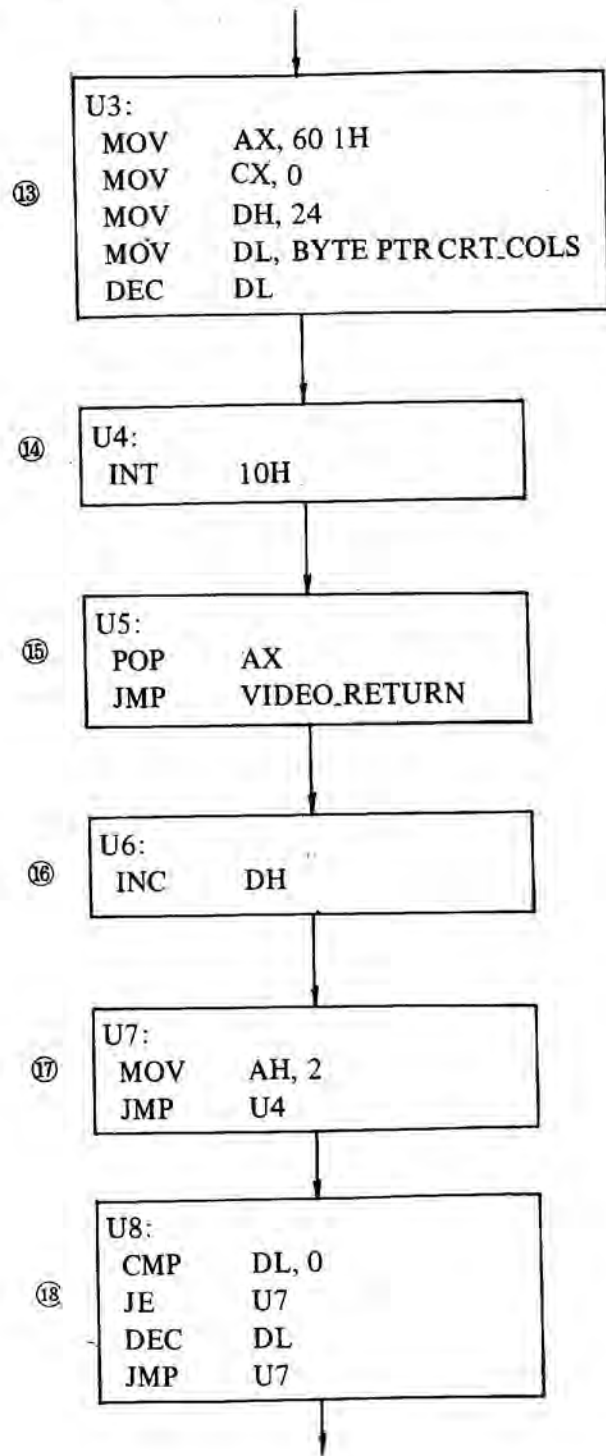 U3:
MOV AX, 60 1H
⑬ MOV CX, 0
MOV DH, 24
MOV DL, BYTE PTR CRT_COLS
DEC DL
U4:
⑭ INT 10H
U5:
⑮ POP AX
JMP VIDEO_RETURN
U6:
⑯ INC DH
U7:
⑰ MOV AH, 2
JMP U4
U8:
CMP DL, 0
⑱ JE U7
DEC DL
JMP U7